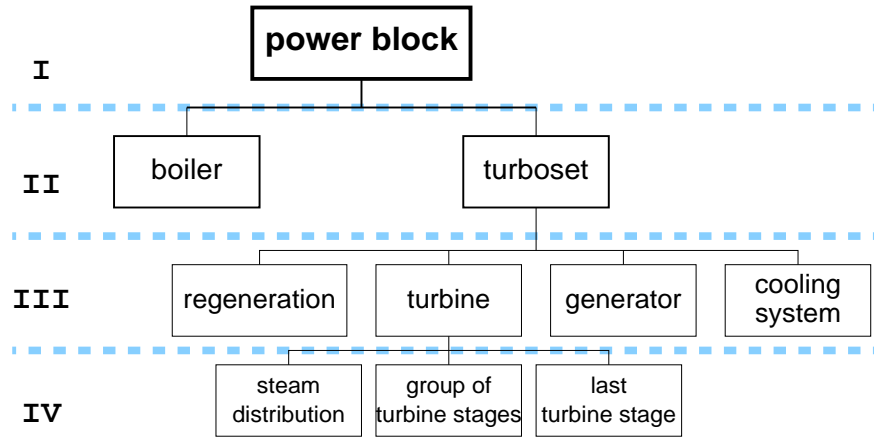 power block
I
boiler
turboset
II
regeneration
turbine
generator
cooling
system
III
steam
distribution
group of
turbine stages
last
turbine stage
IV